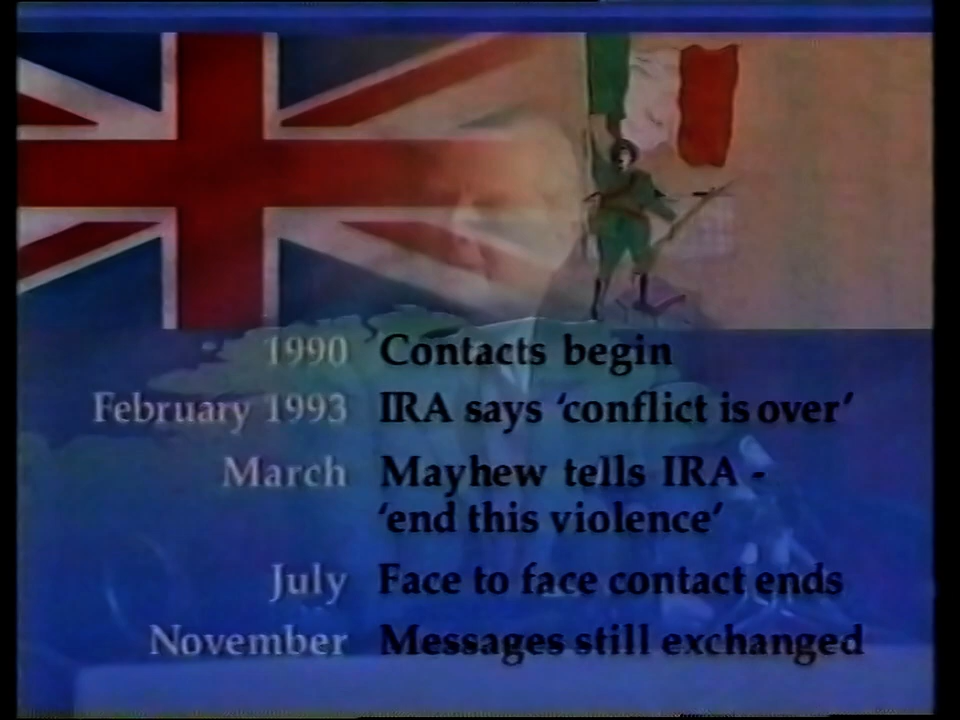 1990 Contacts begin
February 1993 IRA says ‘conflict is over’
March Mayhew tells IRA -
‘end this violence’
July Face to face contact ends
November Messages still exchanged